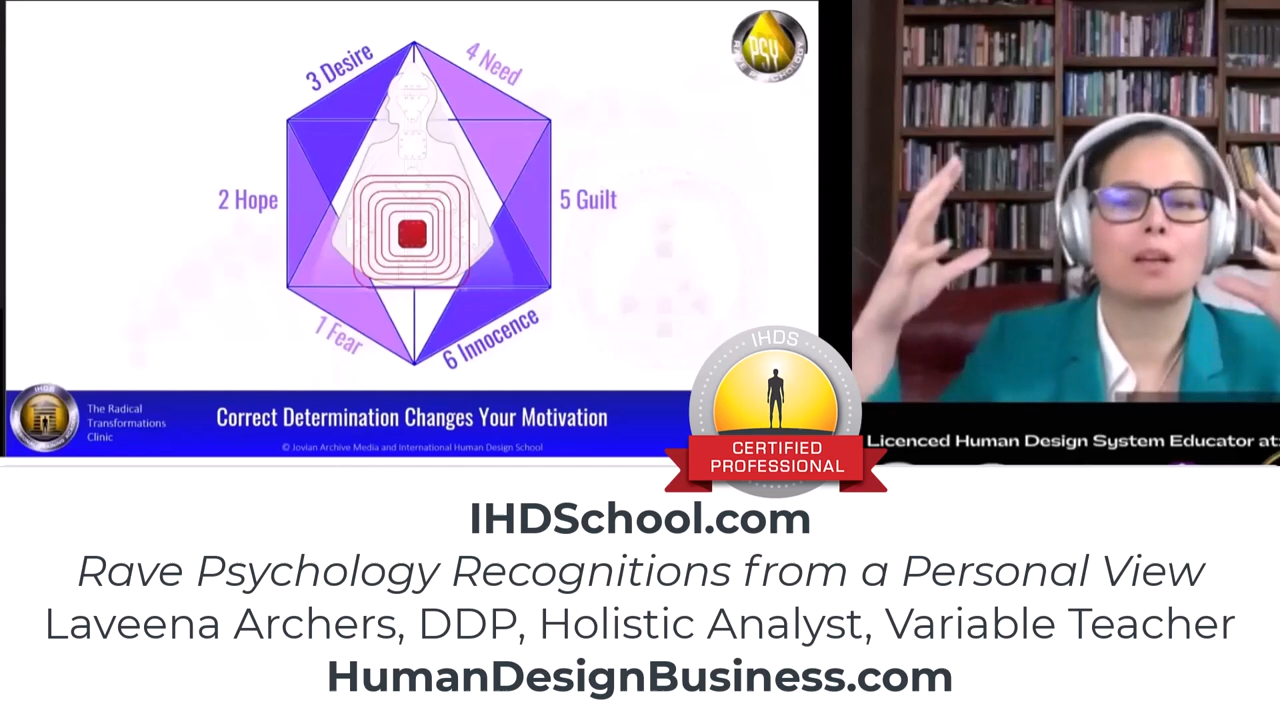 3 Desire
4 Need
2 Hope
5 Guilt
1 Fear
6 Innocence
PSY
IHDS
The Radical
Transformations
Clinic
Correct Determination Changes Your Motivation
© Jovian Archive Media and International Human Design School
IHDS
CERTIFIED
PROFESSIONAL
Licenced Human Design System Educator at:
IHDSchool.com
Rave Psychology Recognitions from a Personal View
Laveena Archers, DDP, Holistic Analyst, Variable Teacher
HumanDesignBusiness.com